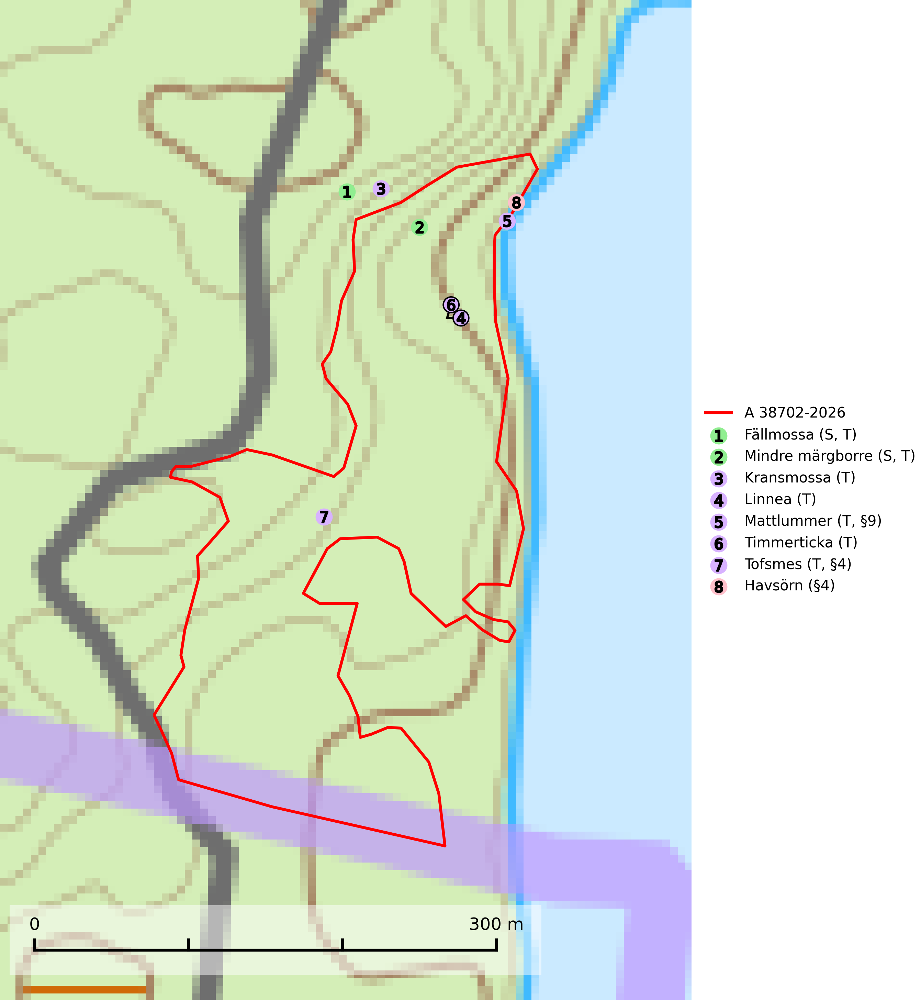 1
3
8
5
2
6
4
7
A 38702-2026
1 Fällmossa (S, T)
2 Mindre märgborre (S, T)
3 Kransmossa (T)
4 Linnea (T)
5 Mattlummer (T, §9)
6 Timmerticka (T)
7 Tofsmes (T, §4)
8 Havsörn (§4)
0 300 m